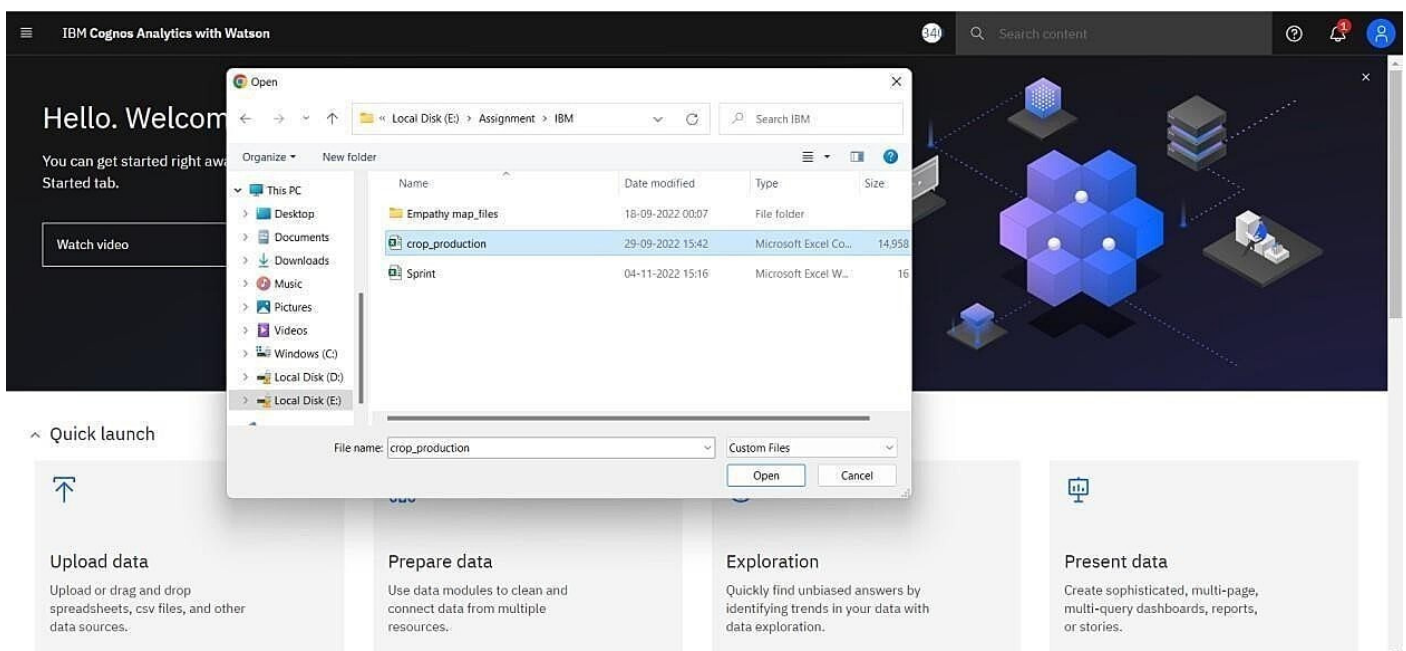 IBM Cognos Analytics with Watson
340
Search content
1
Hello. Welcom
You can get started right awa
Started tab.
Watch video
Open
« Local Disk (E:) > Assignment > IBM
Search IBM
Organize
New folder
Name
Date modified
Type
Size
This PC
Desktop
Documents
Downloads
Music
Pictures
Videos
Windows (C:)
Local Disk (D:)
Local Disk (E:)
Empathy map_files
18-09-2022 00:07
File folder
crop_production
29-09-2022 15:42
Microsoft Excel Co...
14,958
Sprint
04-11-2022 15:16
Microsoft Excel W...
16
File name: crop_production
Custom Files
Open
Cancel
Quick launch
Upload data
Upload or drag and drop
spreadsheets, csv files, and other
data sources.
Prepare data
Use data modules to clean and
connect data from multiple
resources.
Exploration
Quickly find unbiased answers by
identifying trends in your data with
data exploration.
Present data
Create sophisticated, multi-page,
multi-query dashboards, reports,
or stories.